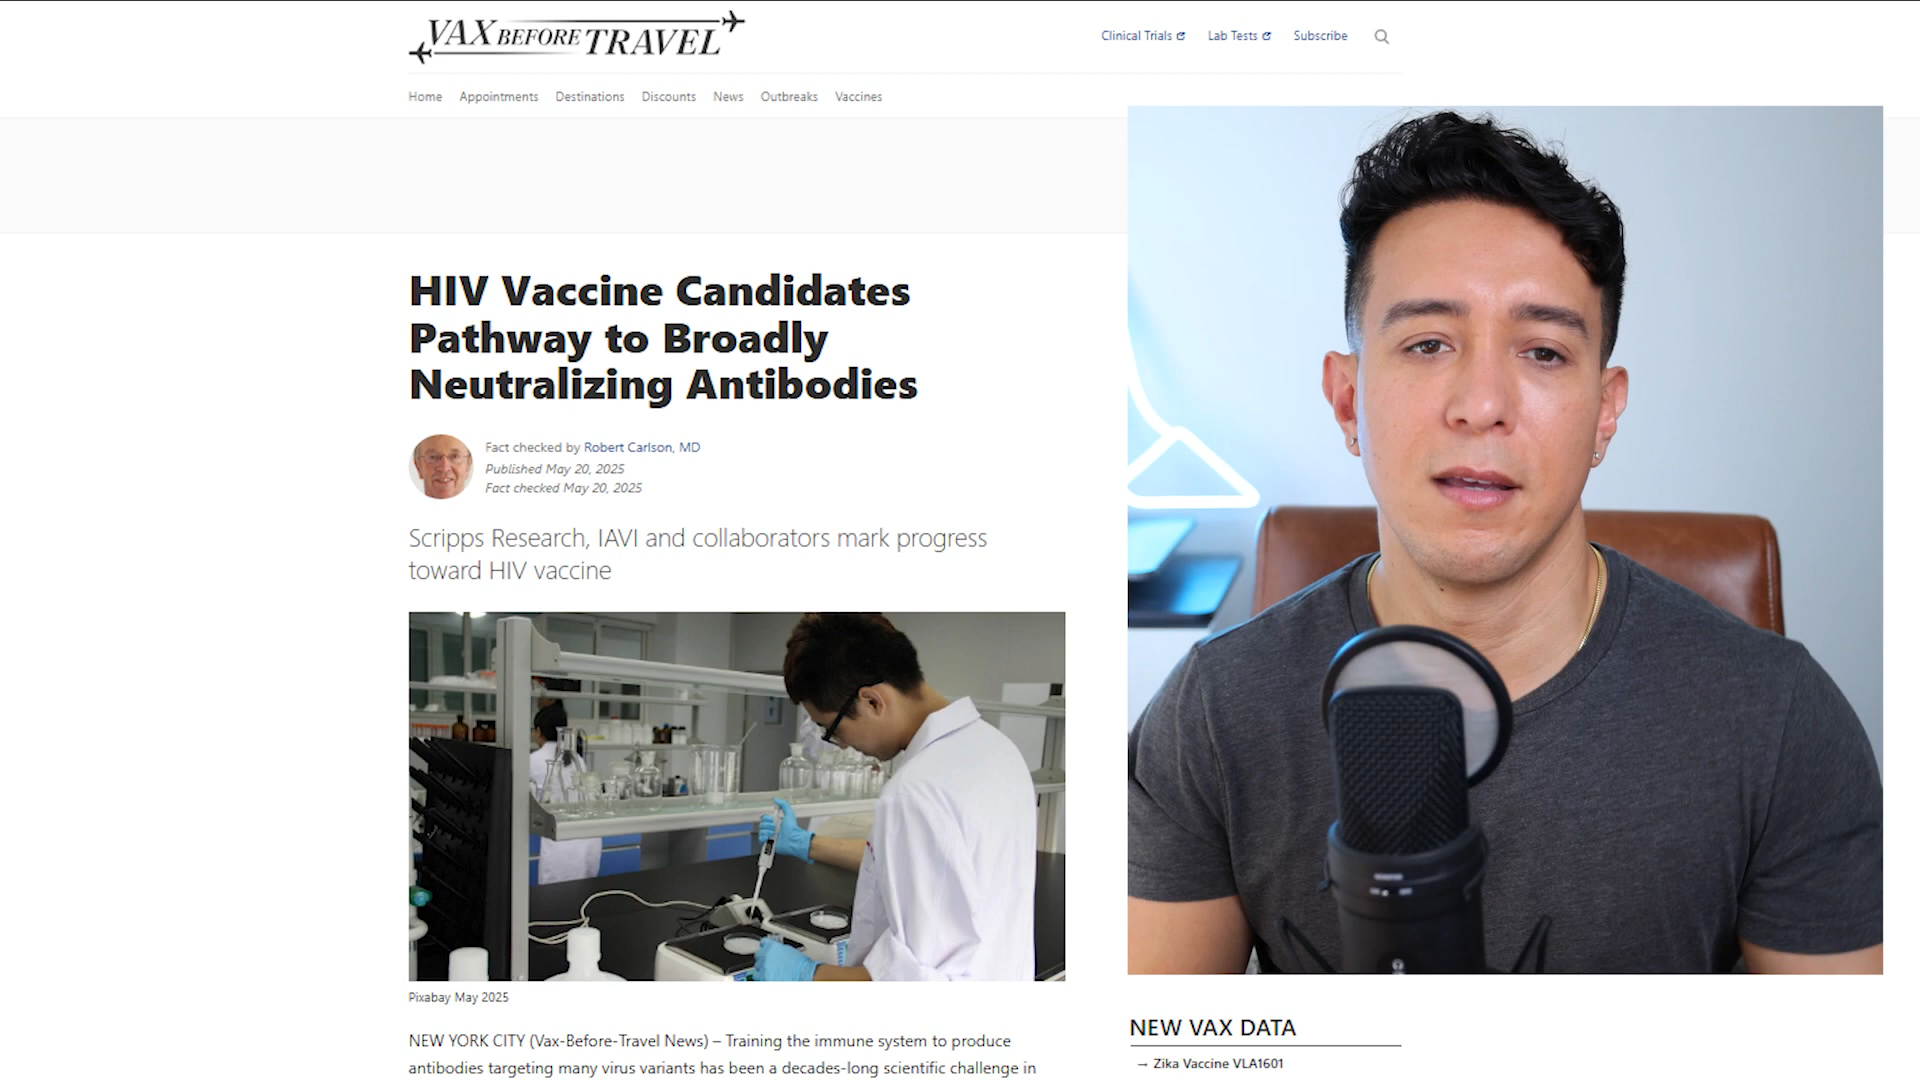 VAX BEFORE TRAVEL
Clinical Trials Lab Tests Subscribe
Home Appointments Destinations Discounts News Outbreaks Vaccines
HIV Vaccine Candidates
Pathway to Broadly
Neutralizing Antibodies
Fact checked by Robert Carlson, MD
Published May 20, 2025
Fact checked May 20, 2025
Scripps Research, IAVI and collaborators mark progress
toward HIV vaccine
Pixabay May 2025
NEW YORK CITY (Vax-Before-Travel News) – Training the immune system to produce
antibodies targeting many virus variants has been a decades-long scientific challenge in
NEW VAX DATA
→ Zika Vaccine VLA1601